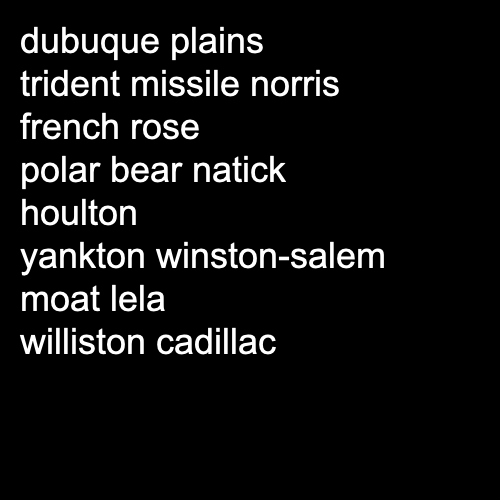 dubuque plains
trident missile norris
french rose
polar bear natick
houlton
yankton winston-salem
moat lela
williston cadillac